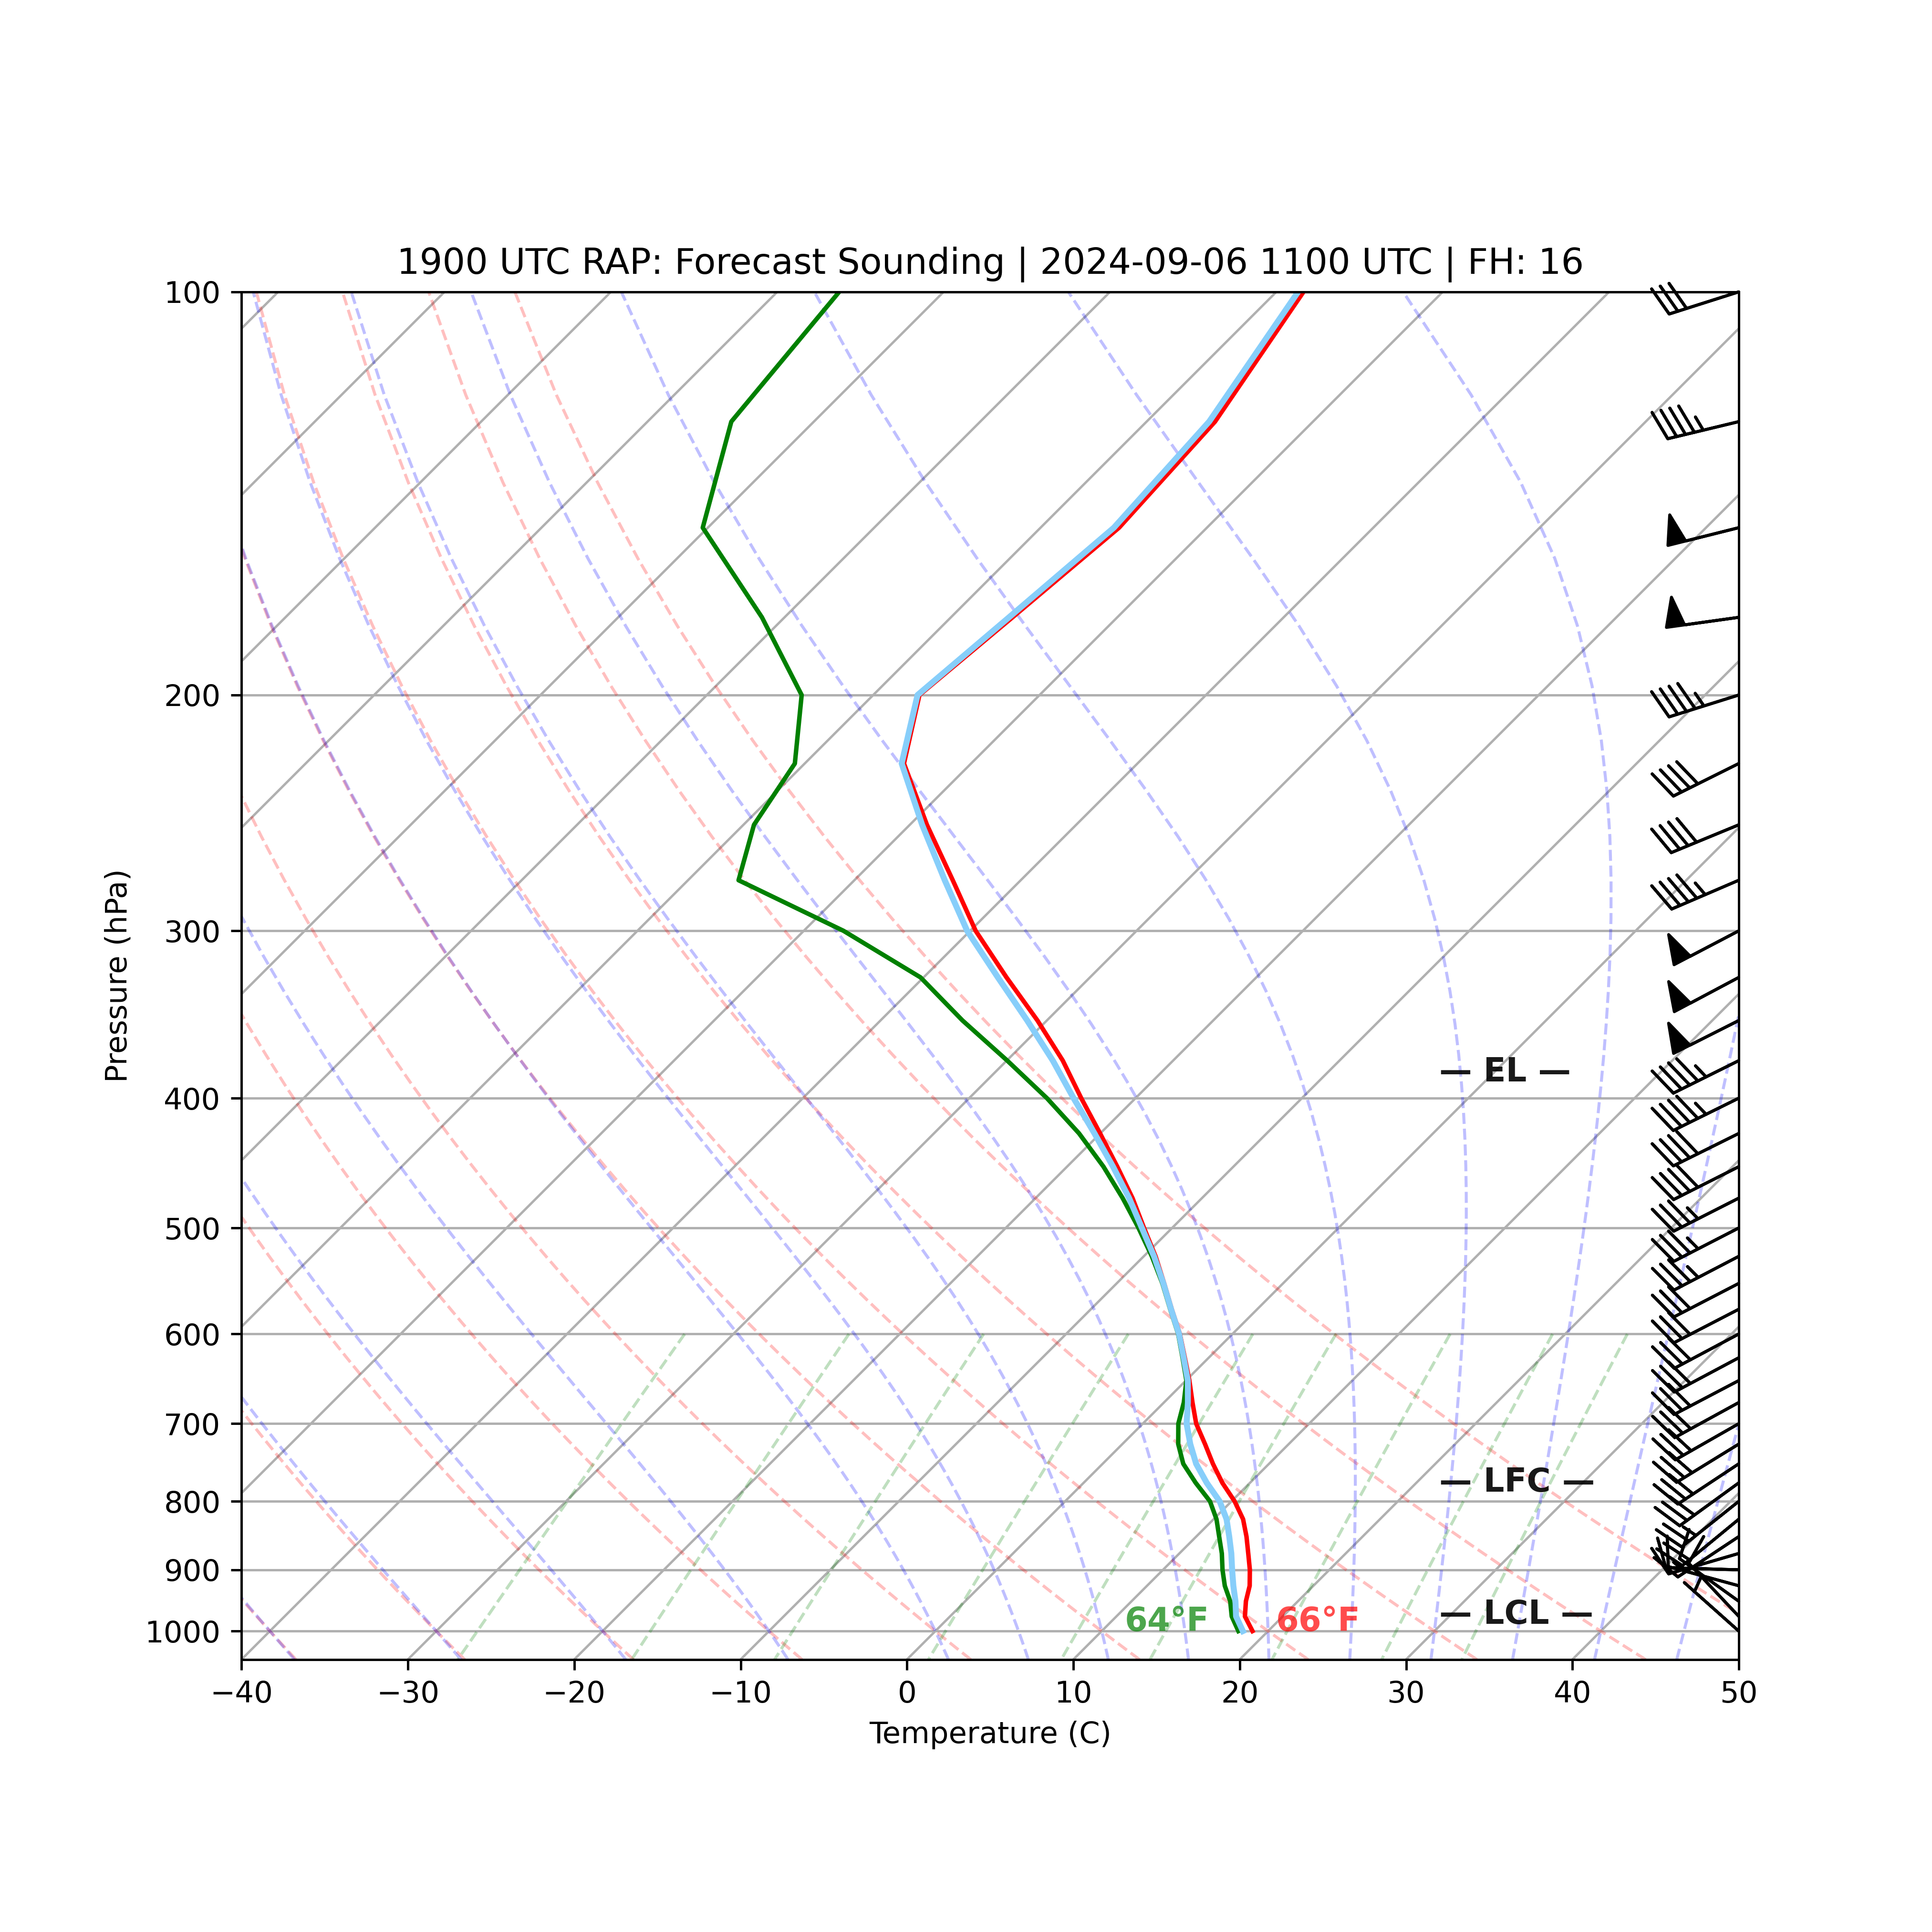 1900 UTC RAP: Forecast Sounding | 2024-09-06 1100 UTC | FH: 16
100
200
300
400
500
600
700
800
900
1000
Pressure (hPa)
— EL —
— LFC —
— LCL —
64°F 66°F
−40 −30 −20 −10 0 10 20 30 40 50
Temperature (C)